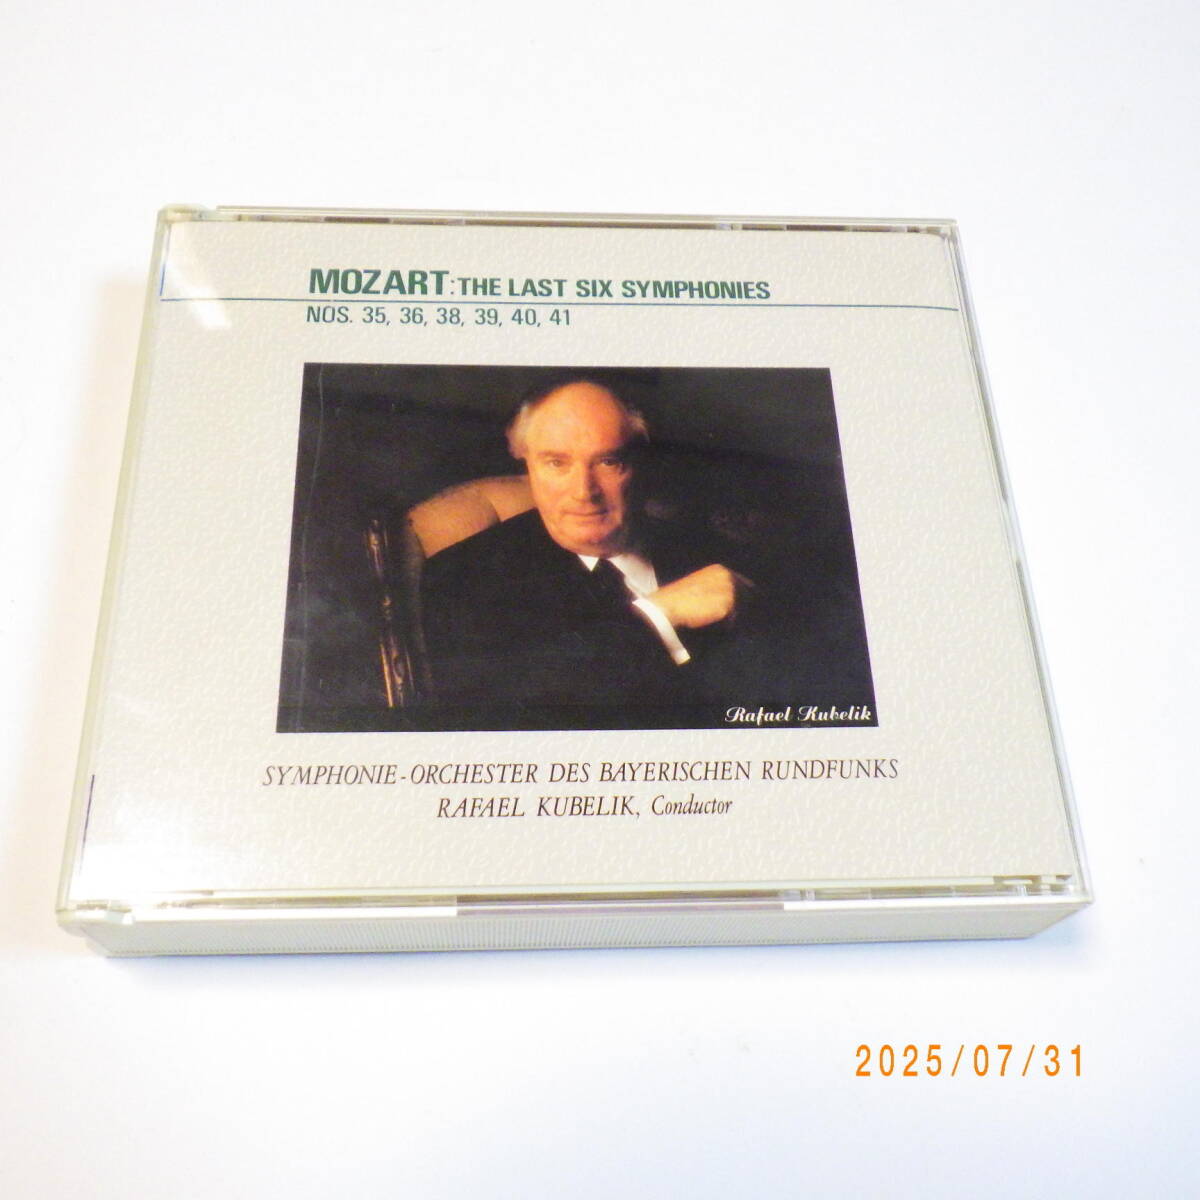 MOZART:THE LAST SIX SYMPHONIES
NOS. 35, 36, 38, 39, 40, 41
Rafael Kubelik
SYMPHONIE-ORCHESTER DES BAYERISCHEN RUNDFUNKS
RAFAEL KUBELIK, Conductor
2025/07/31